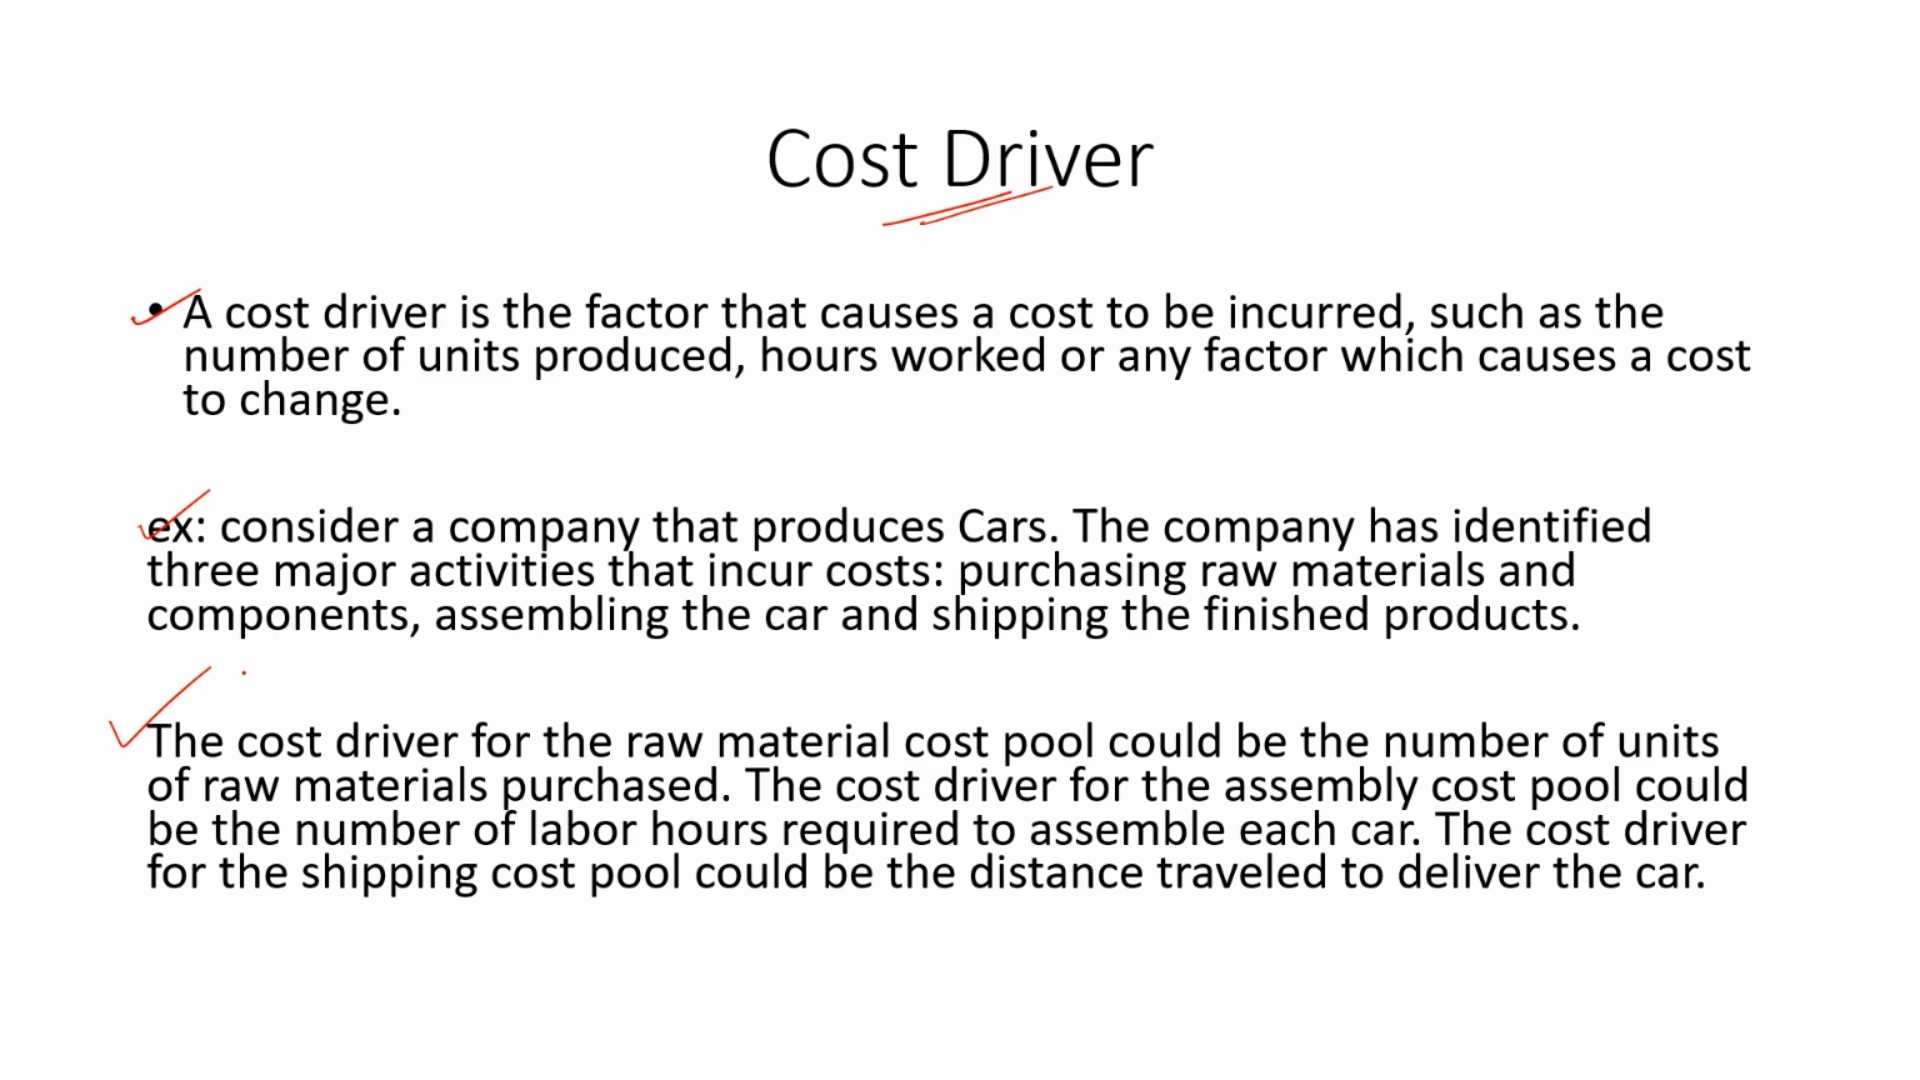 Cost Driver
• A cost driver is the factor that causes a cost to be incurred, such as the
number of units produced, hours worked or any factor which causes a cost
to change.
ex: consider a company that produces Cars. The company has identified
three major activities that incur costs: purchasing raw materials and
components, assembling the car and shipping the finished products.
The cost driver for the raw material cost pool could be the number of units
of raw materials purchased. The cost driver for the assembly cost pool could
be the number of labor hours required to assemble each car. The cost driver
for the shipping cost pool could be the distance traveled to deliver the car.